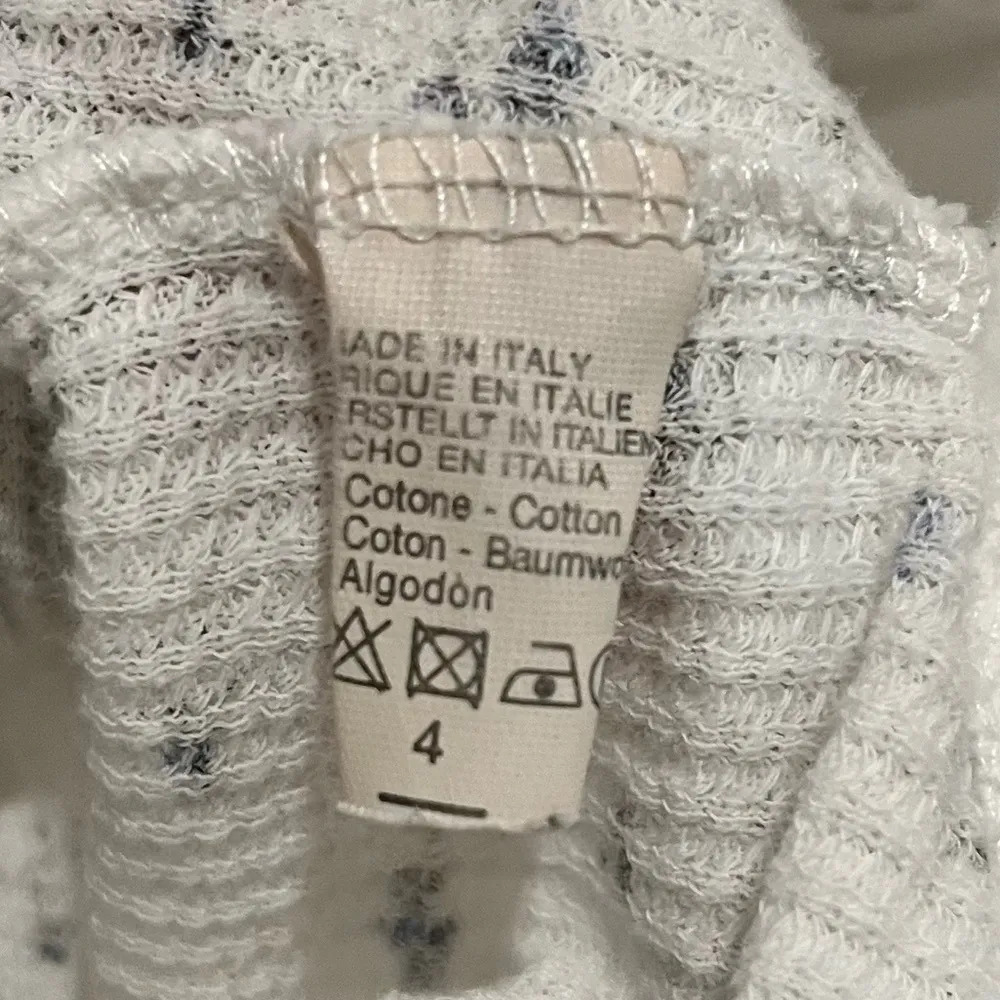 ADE IN ITALY
RIQUE EN ITALIE
RSTELLT IN ITALIEN
CHO EN ITALIA
Cotone - Cotton
Coton - Baumwo
Algodòn
4